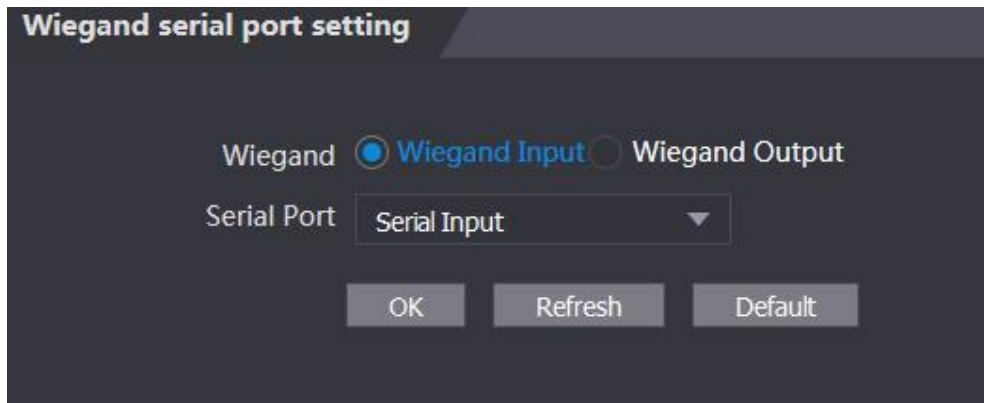 Wiegand serial port setting
Wiegand Wiegand Input Wiegand Output
Serial Port Serial Input
OK Refresh Default